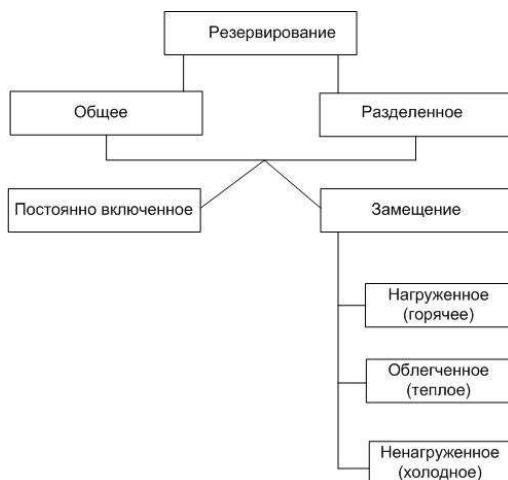 Резервирование
Общее
Разделенное
Постоянно включенное
Замещение
Нагруженное
(горячее)
Облегченное
(теплое)
Ненагруженное
(холодное)